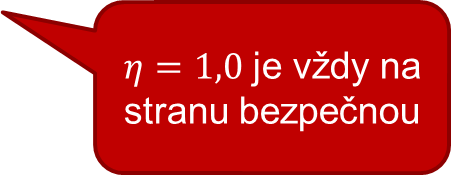 η = 1,0 je vždy na
stranu bezpečnou